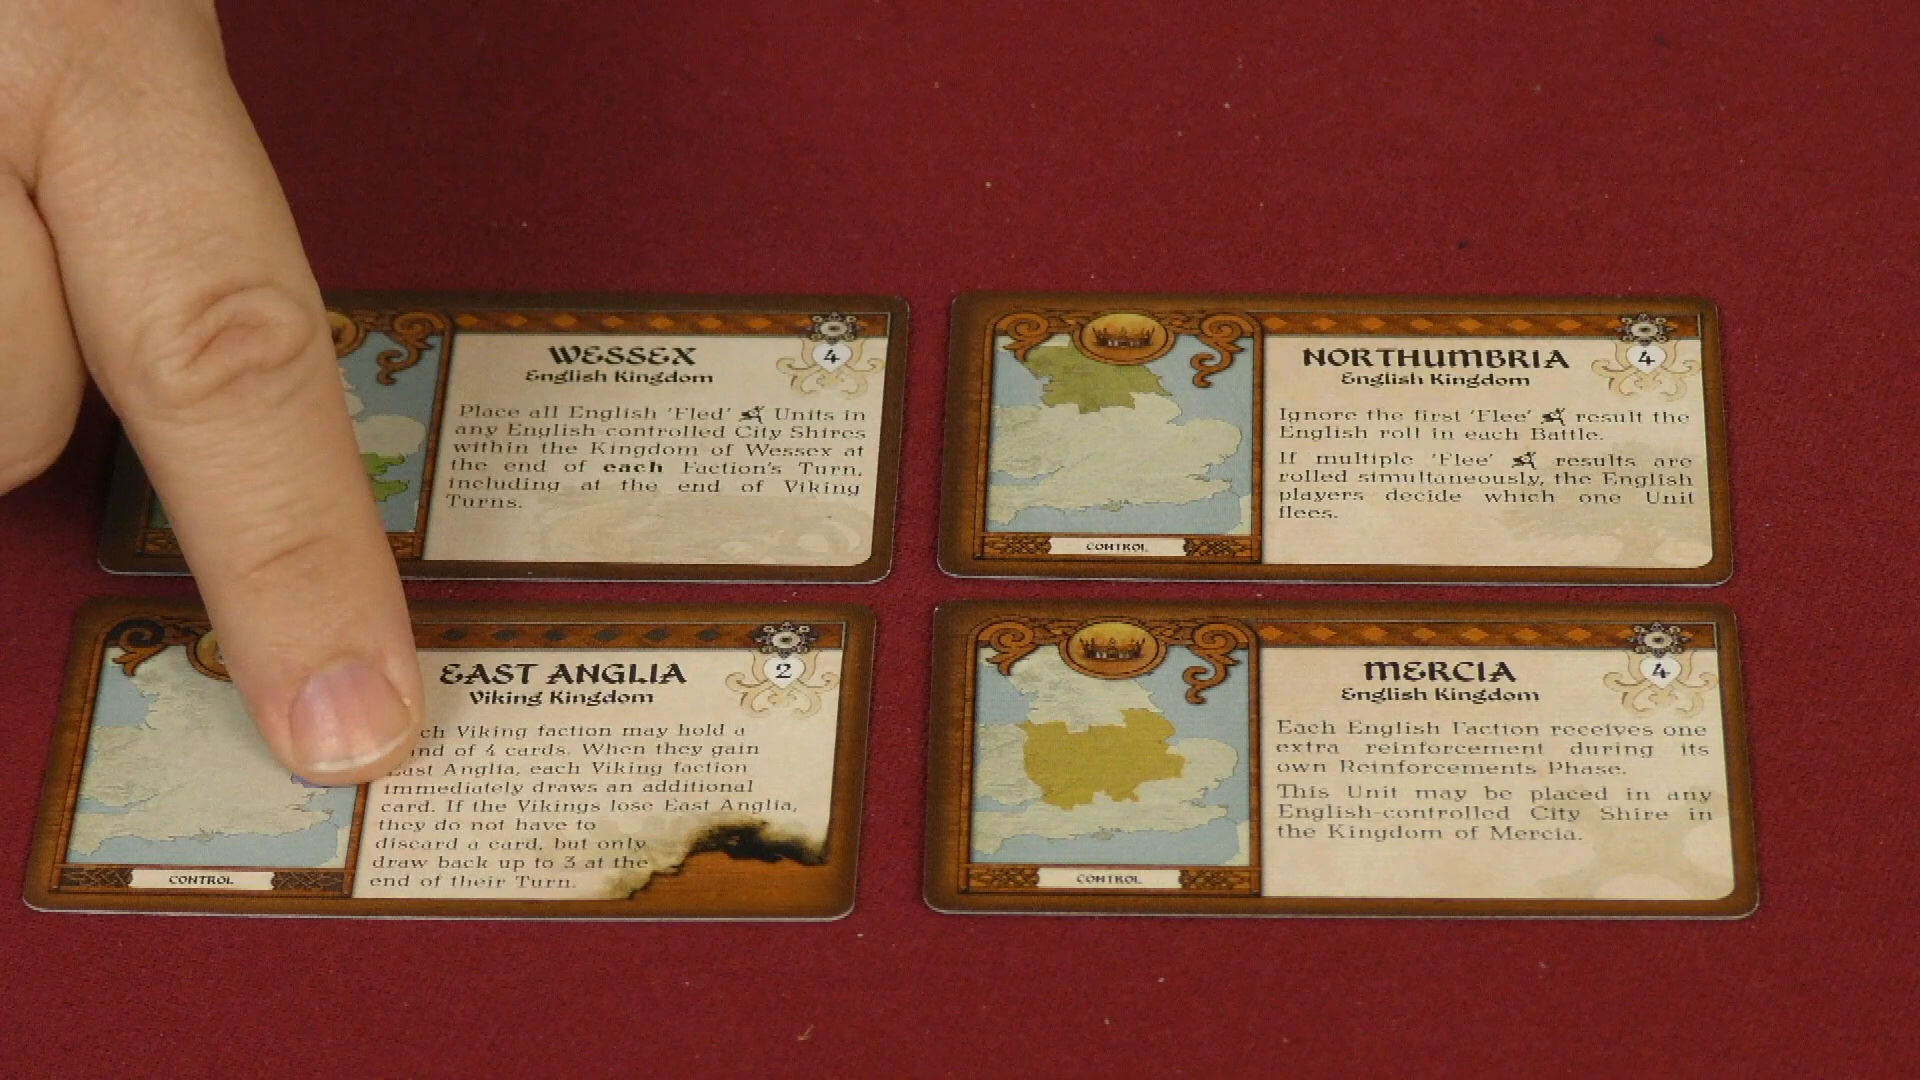 WESSEX
4
English Kingdom
Place all English 'Fled' Units in
any English-controlled City Shires
within the Kingdom of Wessex at
the end of each Faction's Turn,
including at the end of Viking
Turns.
NORTHUMBRIA
4
English Kingdom
Ignore the first 'Flee' result the
English roll in each Battle.
If multiple 'Flee' results are
rolled simultaneously, the English
players decide which one Unit
flees.
CONTROL
EAST ANGLIA
2
Viking Kingdom
Viking faction may hold a
of 4 cards. When they gain
East Anglia, each Viking faction
immediately draws an additional
card. If the Vikings lose East Anglia,
they do not have to
discard a card, but only
draw back up to 3 at the
end of their Turn.
CONTROL
MERCIA
4
English Kingdom
Each English Faction receives one
extra reinforcement during its
own Reinforcements Phase.
This Unit may be placed in any
English-controlled City Shire in
the Kingdom of Mercia.
CONTROL